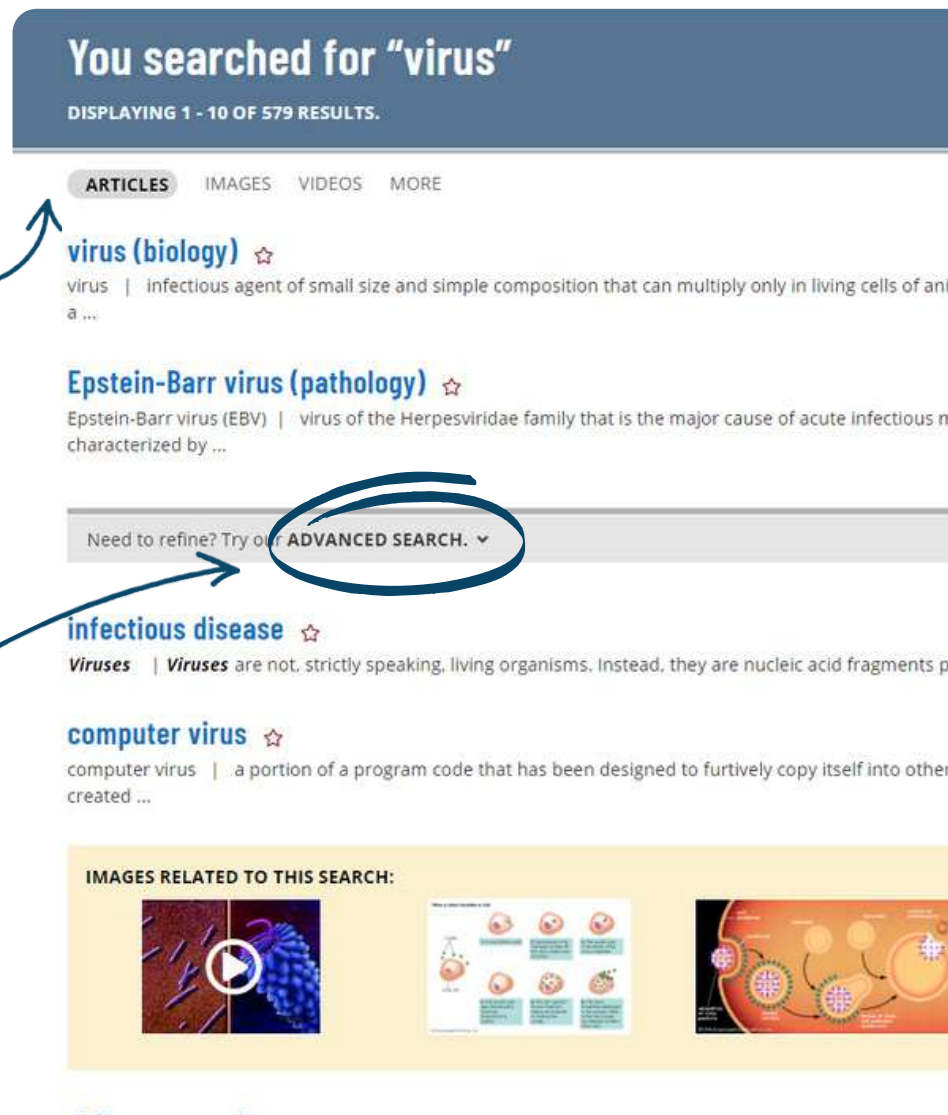 You searched for “virus”
DISPLAYING 1 - 10 OF 579 RESULTS.
ARTICLES IMAGES VIDEOS MORE
virus (biology)
virus | infectious agent of small size and simple composition that can multiply only in living cells of
a ...
Epstein-Barr virus (pathology)
Epstein-Barr virus (EBV) | virus of the Herpesviridae family that is the major cause of acute infectious
characterized by ...
Need to refine? Try our ADVANCED SEARCH.
infectious disease
Viruses | Viruses are not, strictly speaking, living organisms. Instead, they are nucleic acid fragments
computer virus
computer virus | a portion of a program code that has been designed to furtively copy itself into other
created ...
IMAGES RELATED TO THIS SEARCH: